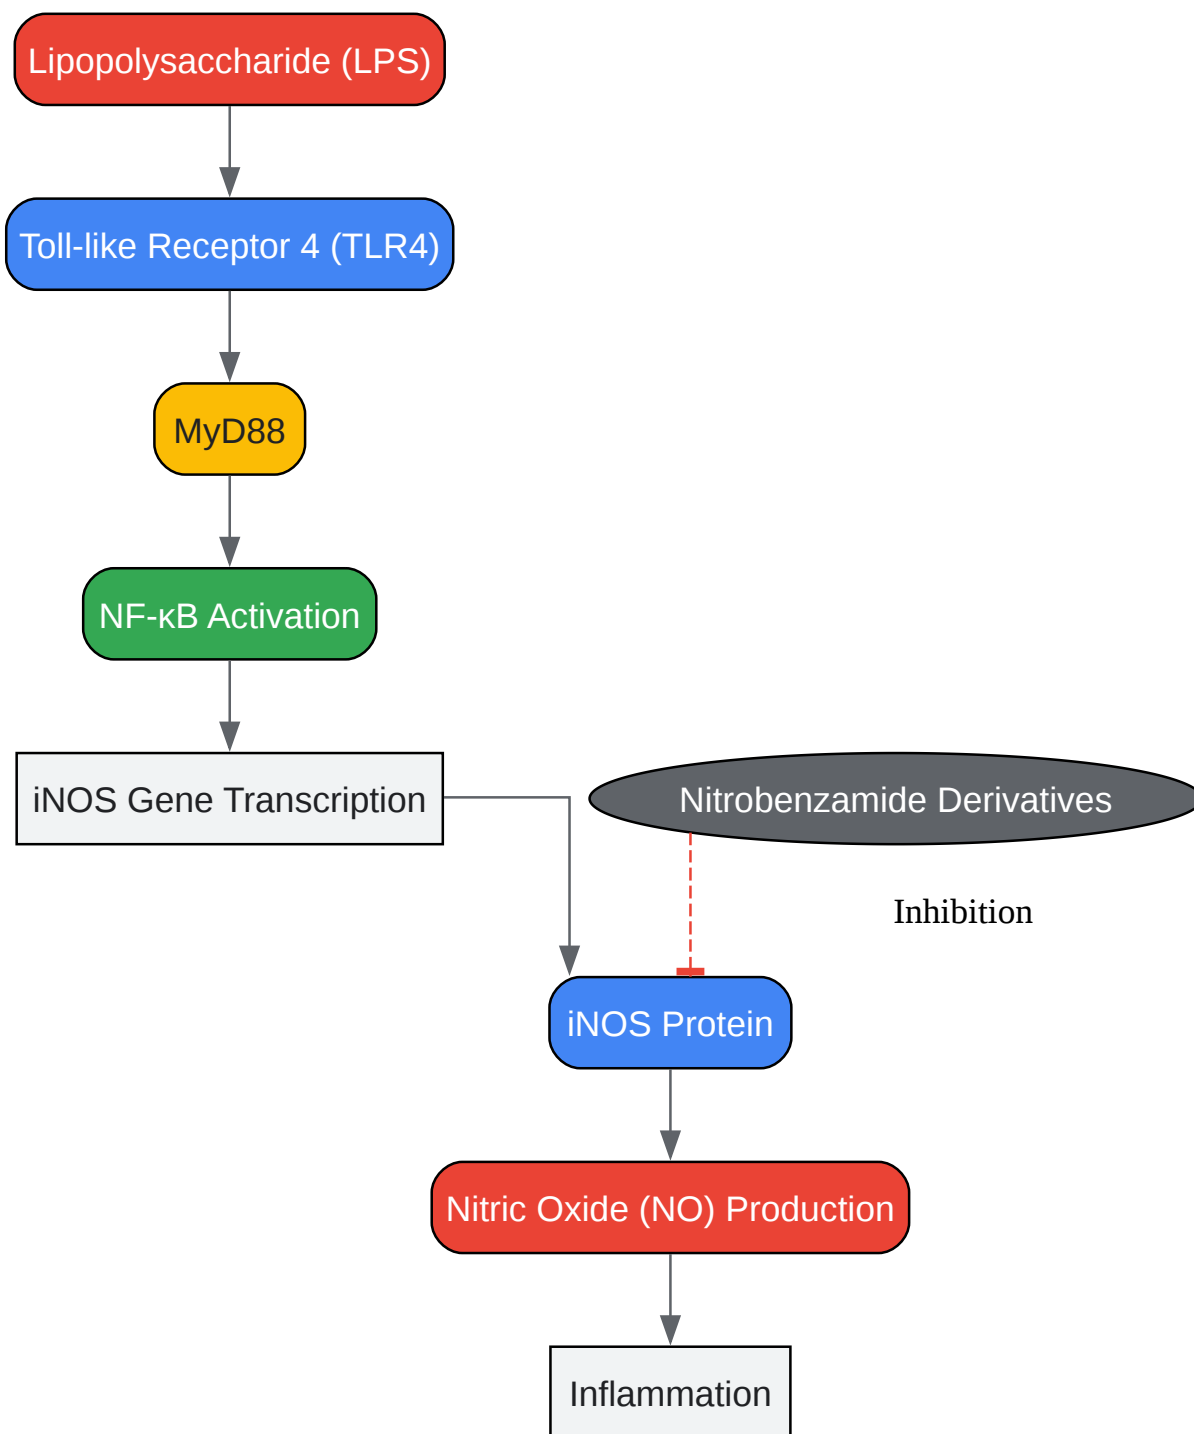 Lipopolysaccharide (LPS)
Toll-like Receptor 4 (TLR4)
MyD88
NF-κB Activation
iNOS Gene Transcription
Nitrobenzamide Derivatives
Inhibition
iNOS Protein
Nitric Oxide (NO) Production
Inflammation